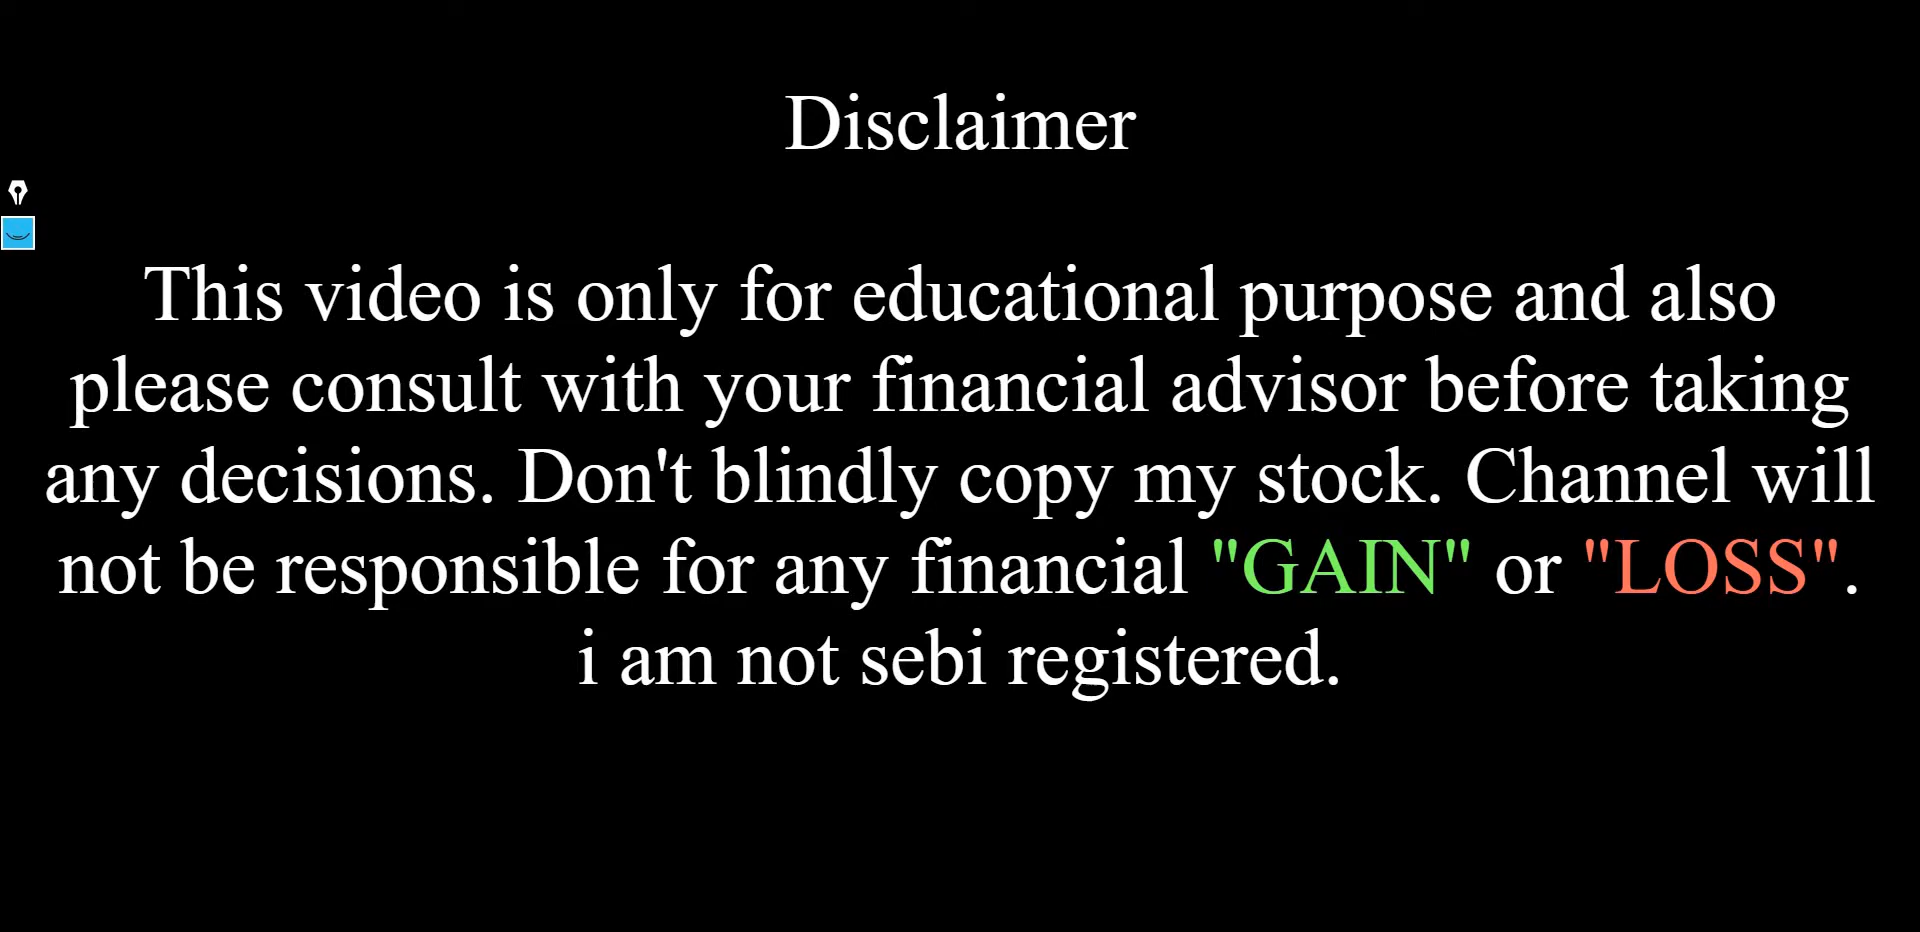 Disclaimer
This video is only for educational purpose and also
please consult with your financial advisor before taking
any decisions. Don't blindly copy my stock. Channel will
not be responsible for any financial "GAIN" or "LOSS".
i am not sebi registered.